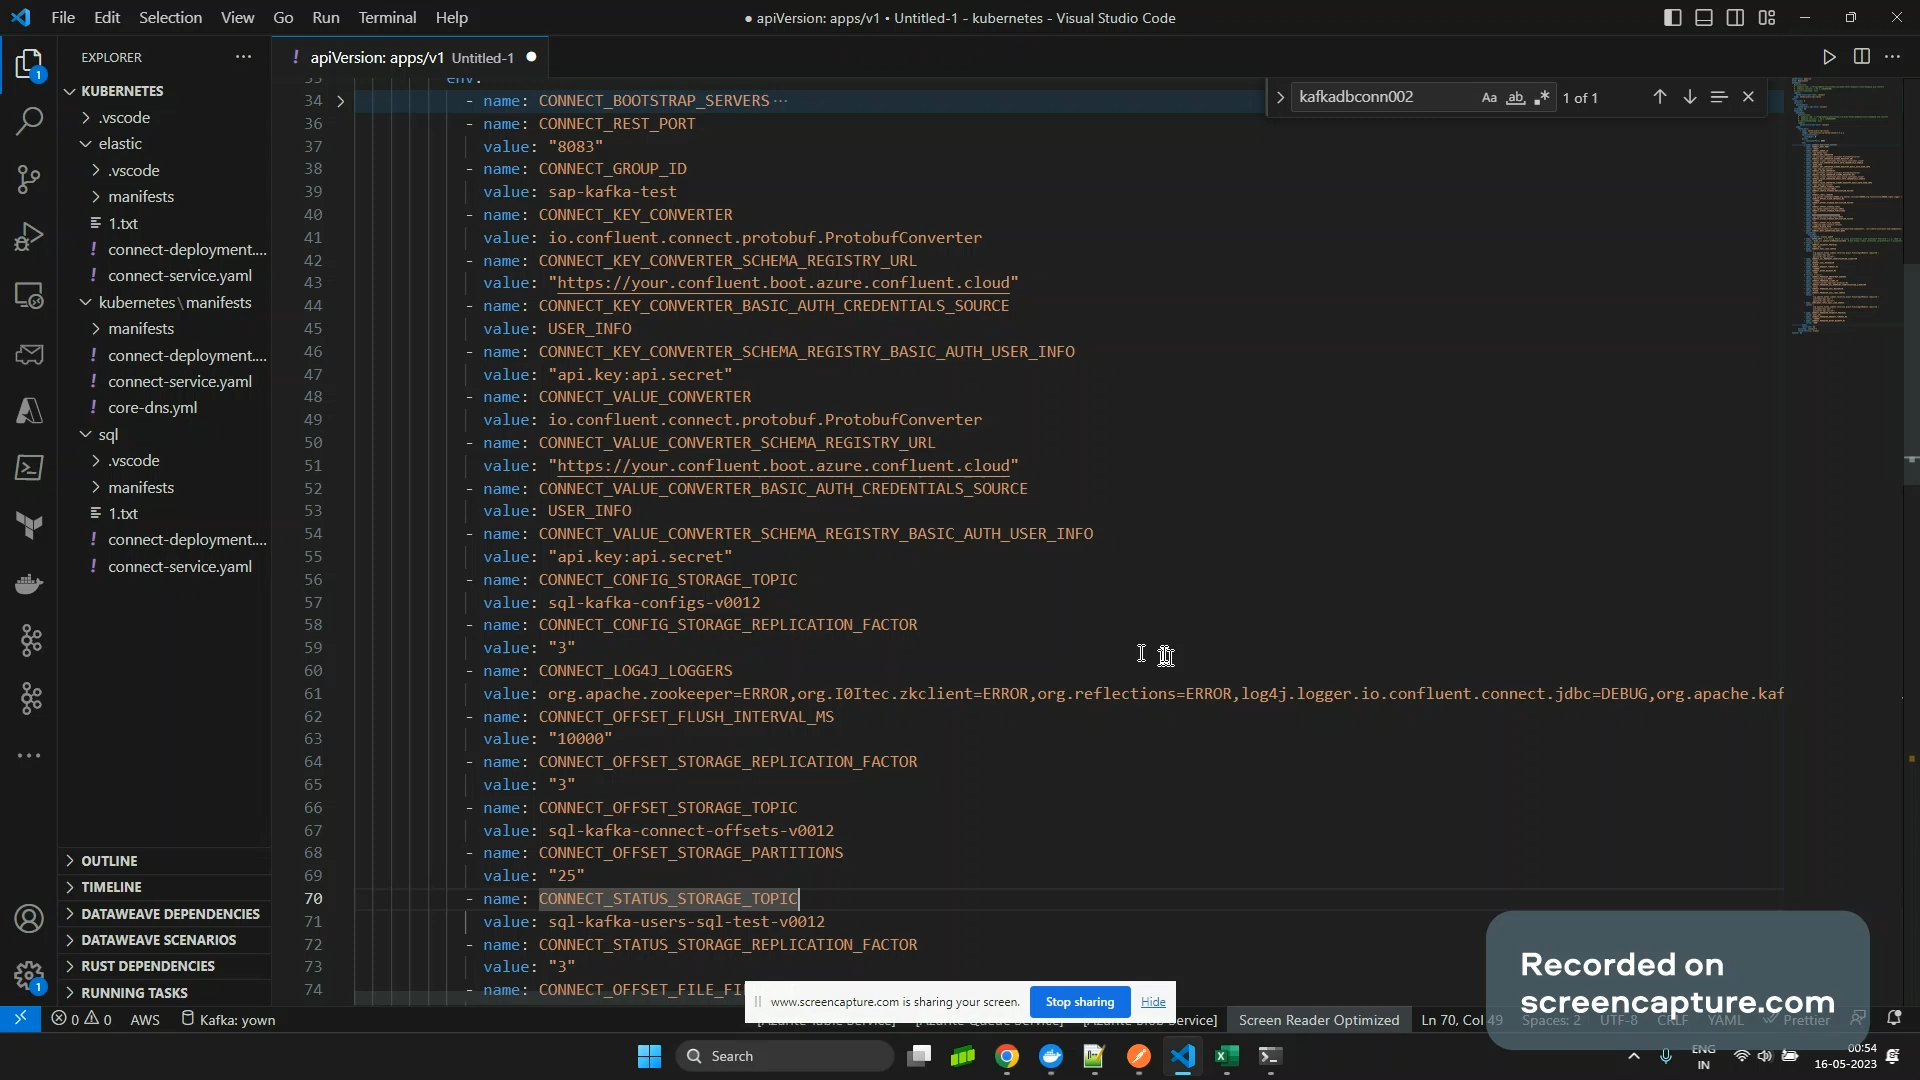 File Edit Selection View Go Run Terminal Help
● apiVersion: apps/v1 • Untitled-1 - kubernetes - Visual Studio Code
EXPLORER
! apiVersion: apps/v1 Untitled-1
KUBERNETES
.vscode
elastic
.vscode
manifests
1.txt
! connect-deployment....
! connect-service.yaml
kubernetes \ manifests
manifests
! connect-deployment....
! connect-service.yaml
! core-dns.yml
sql
.vscode
manifests
1.txt
! connect-deployment....
! connect-service.yaml
OUTLINE
TIMELINE
DATAWEAVE DEPENDENCIES
DATAWEAVE SCENARIOS
RUST DEPENDENCIES
RUNNING TASKS
kafkadbconn002 Aa ab 1 of 1
34 - name: CONNECT_BOOTSTRAP_SERVERS ···
36 - name: CONNECT_REST_PORT
37 value: "8083"
38 - name: CONNECT_GROUP_ID
39 value: sap-kafka-test
40 - name: CONNECT_KEY_CONVERTER
41 value: io.confluent.connect.protobuf.ProtobufConverter
42 - name: CONNECT_KEY_CONVERTER_SCHEMA_REGISTRY_URL
43 value: "https://your.confluent.boot.azure.confluent.cloud"
44 - name: CONNECT_KEY_CONVERTER_BASIC_AUTH_CREDENTIALS_SOURCE
45 value: USER_INFO
46 - name: CONNECT_KEY_CONVERTER_SCHEMA_REGISTRY_BASIC_AUTH_USER_INFO
47 value: "api.key:api.secret"
48 - name: CONNECT_VALUE_CONVERTER
49 value: io.confluent.connect.protobuf.ProtobufConverter
50 - name: CONNECT_VALUE_CONVERTER_SCHEMA_REGISTRY_URL
51 value: "https://your.confluent.boot.azure.confluent.cloud"
52 - name: CONNECT_VALUE_CONVERTER_BASIC_AUTH_CREDENTIALS_SOURCE
53 value: USER_INFO
54 - name: CONNECT_VALUE_CONVERTER_SCHEMA_REGISTRY_BASIC_AUTH_USER_INFO
55 value: "api.key:api.secret"
56 - name: CONNECT_CONFIG_STORAGE_TOPIC
57 value: sql-kafka-configs-v0012
58 - name: CONNECT_CONFIG_STORAGE_REPLICATION_FACTOR
59 value: "3"
60 - name: CONNECT_LOG4J_LOGGERS
61 value: org.apache.zookeeper=ERROR,org.I0Itec.zkclient=ERROR,org.reflections=ERROR,log4j.logger.io.confluent.connect.jdbc=DEBUG,org.apache.kaf
62 - name: CONNECT_OFFSET_FLUSH_INTERVAL_MS
63 value: "10000"
64 - name: CONNECT_OFFSET_STORAGE_REPLICATION_FACTOR
65 value: "3"
66 - name: CONNECT_OFFSET_STORAGE_TOPIC
67 value: sql-kafka-connect-offsets-v0012
68 - name: CONNECT_OFFSET_STORAGE_PARTITIONS
69 value: "25"
70 - name: CONNECT_STATUS_STORAGE_TOPIC
71 value: sql-kafka-users-sql-test-v0012
72 - name: CONNECT_STATUS_STORAGE_REPLICATION_FACTOR
73 value: "3"
74 - name: CONNECT_OFFSET_FILE_FI
www.screencapture.com is sharing your screen. Stop sharing Hide
Recorded on
screencapture.com
0 0 AWS Kafka: yown Screen Reader Optimized Ln 70, Col 49 Spaces: 2 UTF-8 CRLF YAML Prettier
Search
ENG
IN
00:54
16-05-2023